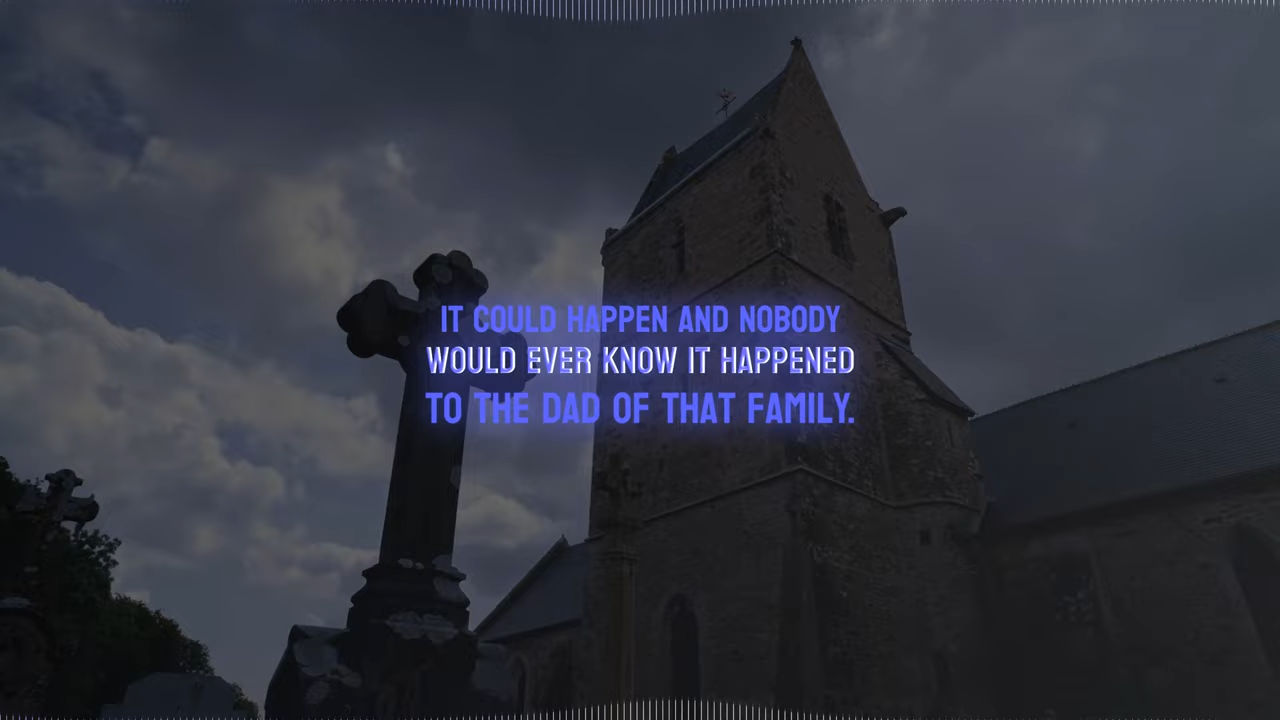 IT COULD HAPPEN AND NOBODY
WOULD EVER KNOW IT HAPPENED
TO THE DAD OF THAT FAMILY.